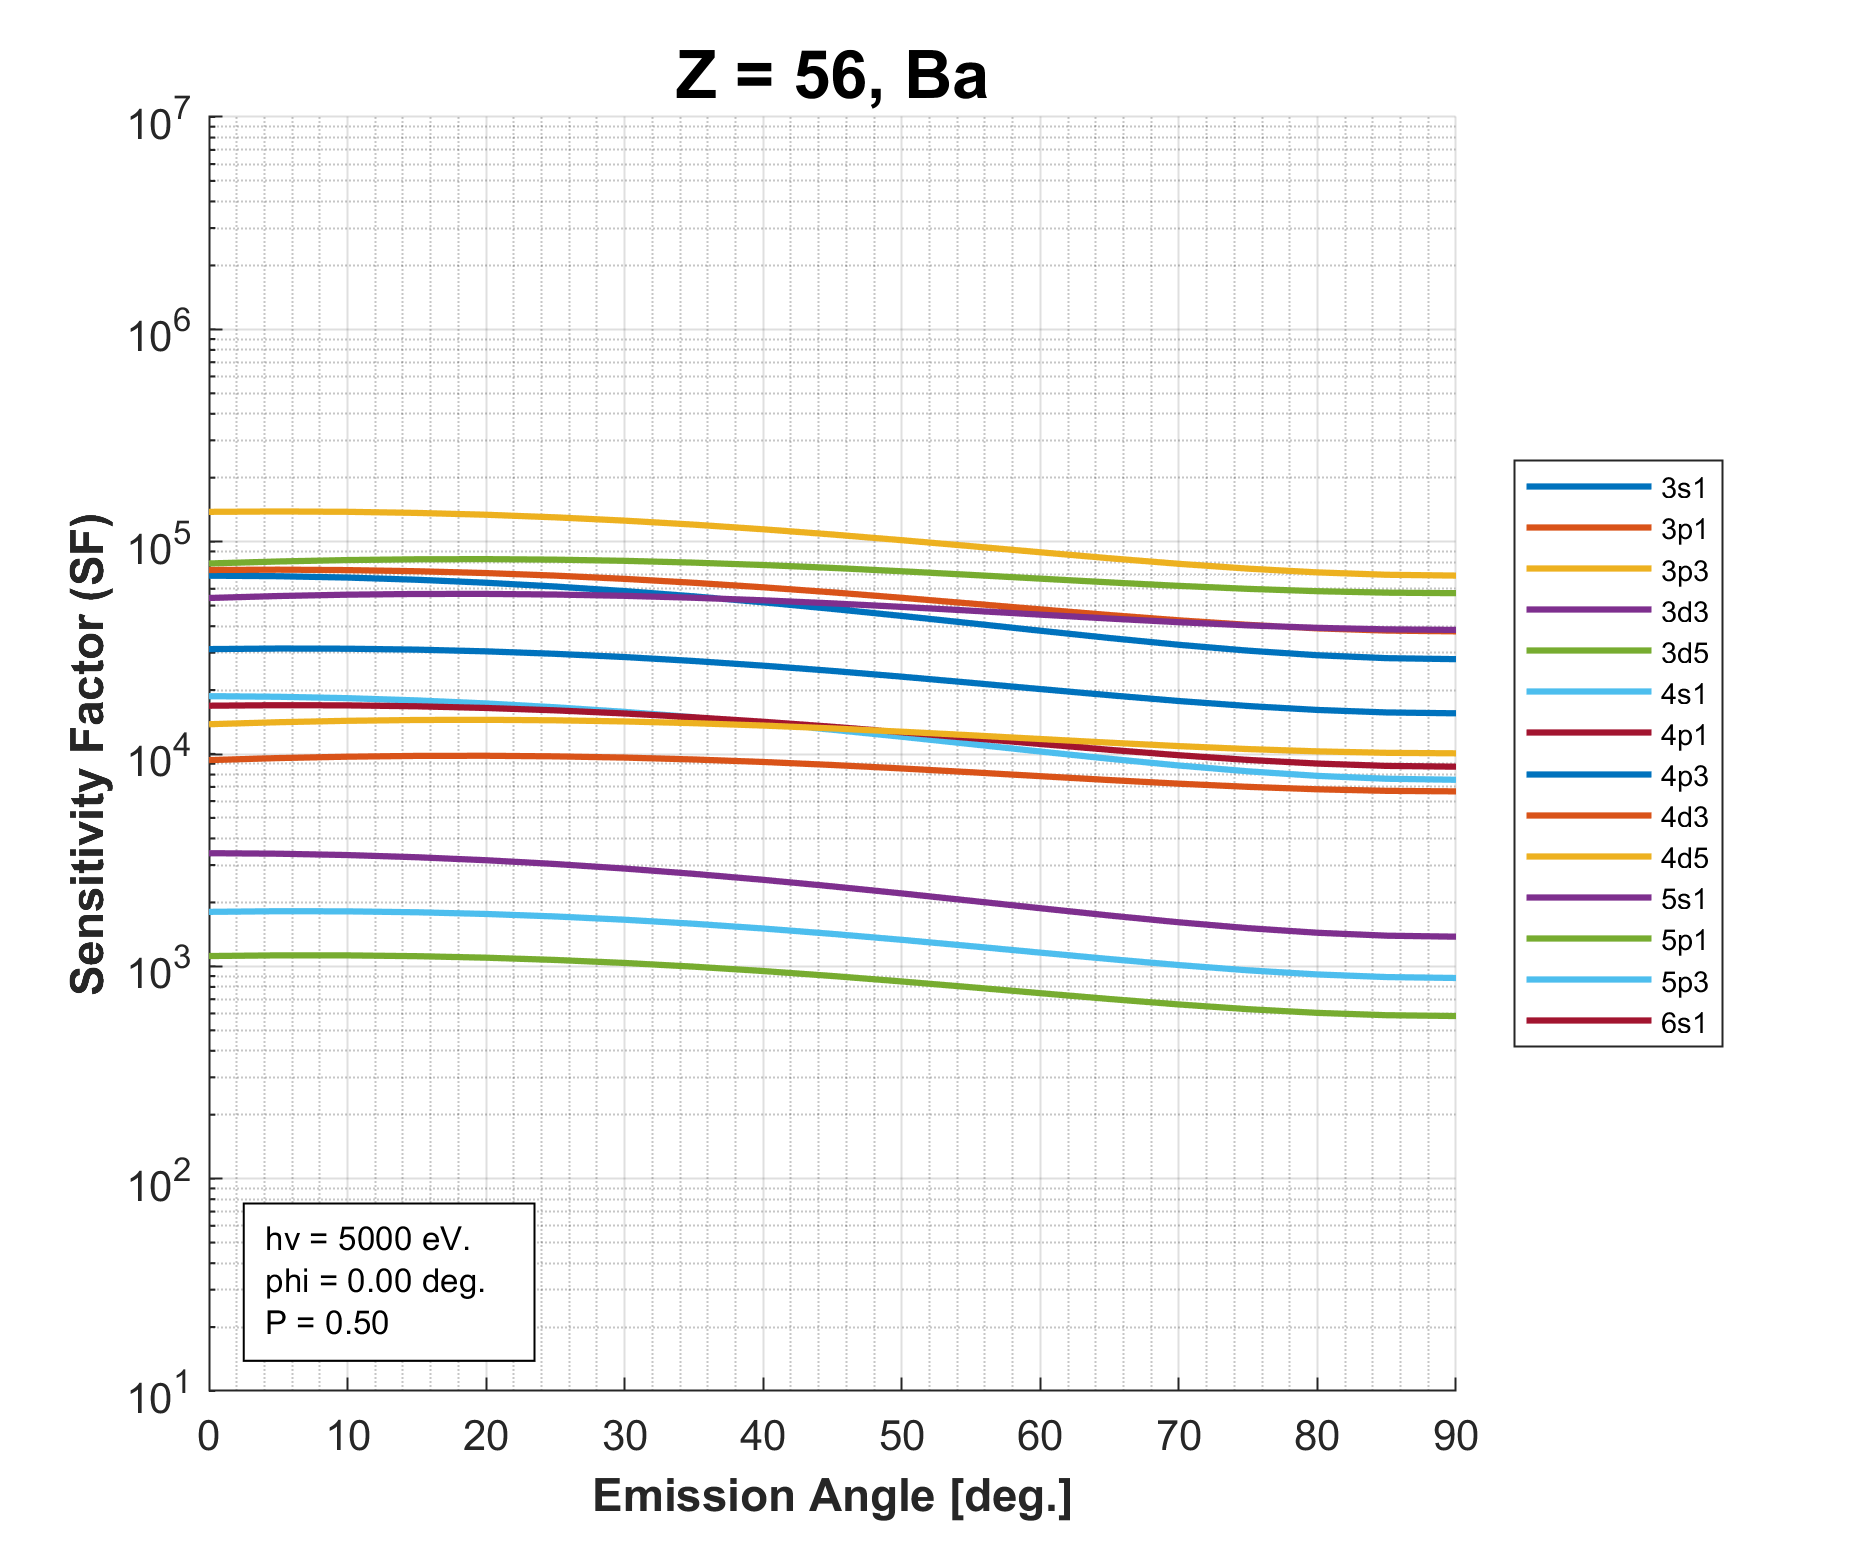 Z = 56, Ba
10^7
10^6
10^5
10^4
10^3
10^2
10^1
Sensitivity Factor (SF)
3s1
3p1
3p3
3d3
3d5
4s1
4p1
4p3
4d3
4d5
5s1
5p1
5p3
6s1
hv = 5000 eV.
phi = 0.00 deg.
P = 0.50
0 10 20 30 40 50 60 70 80 90
Emission Angle [deg.]